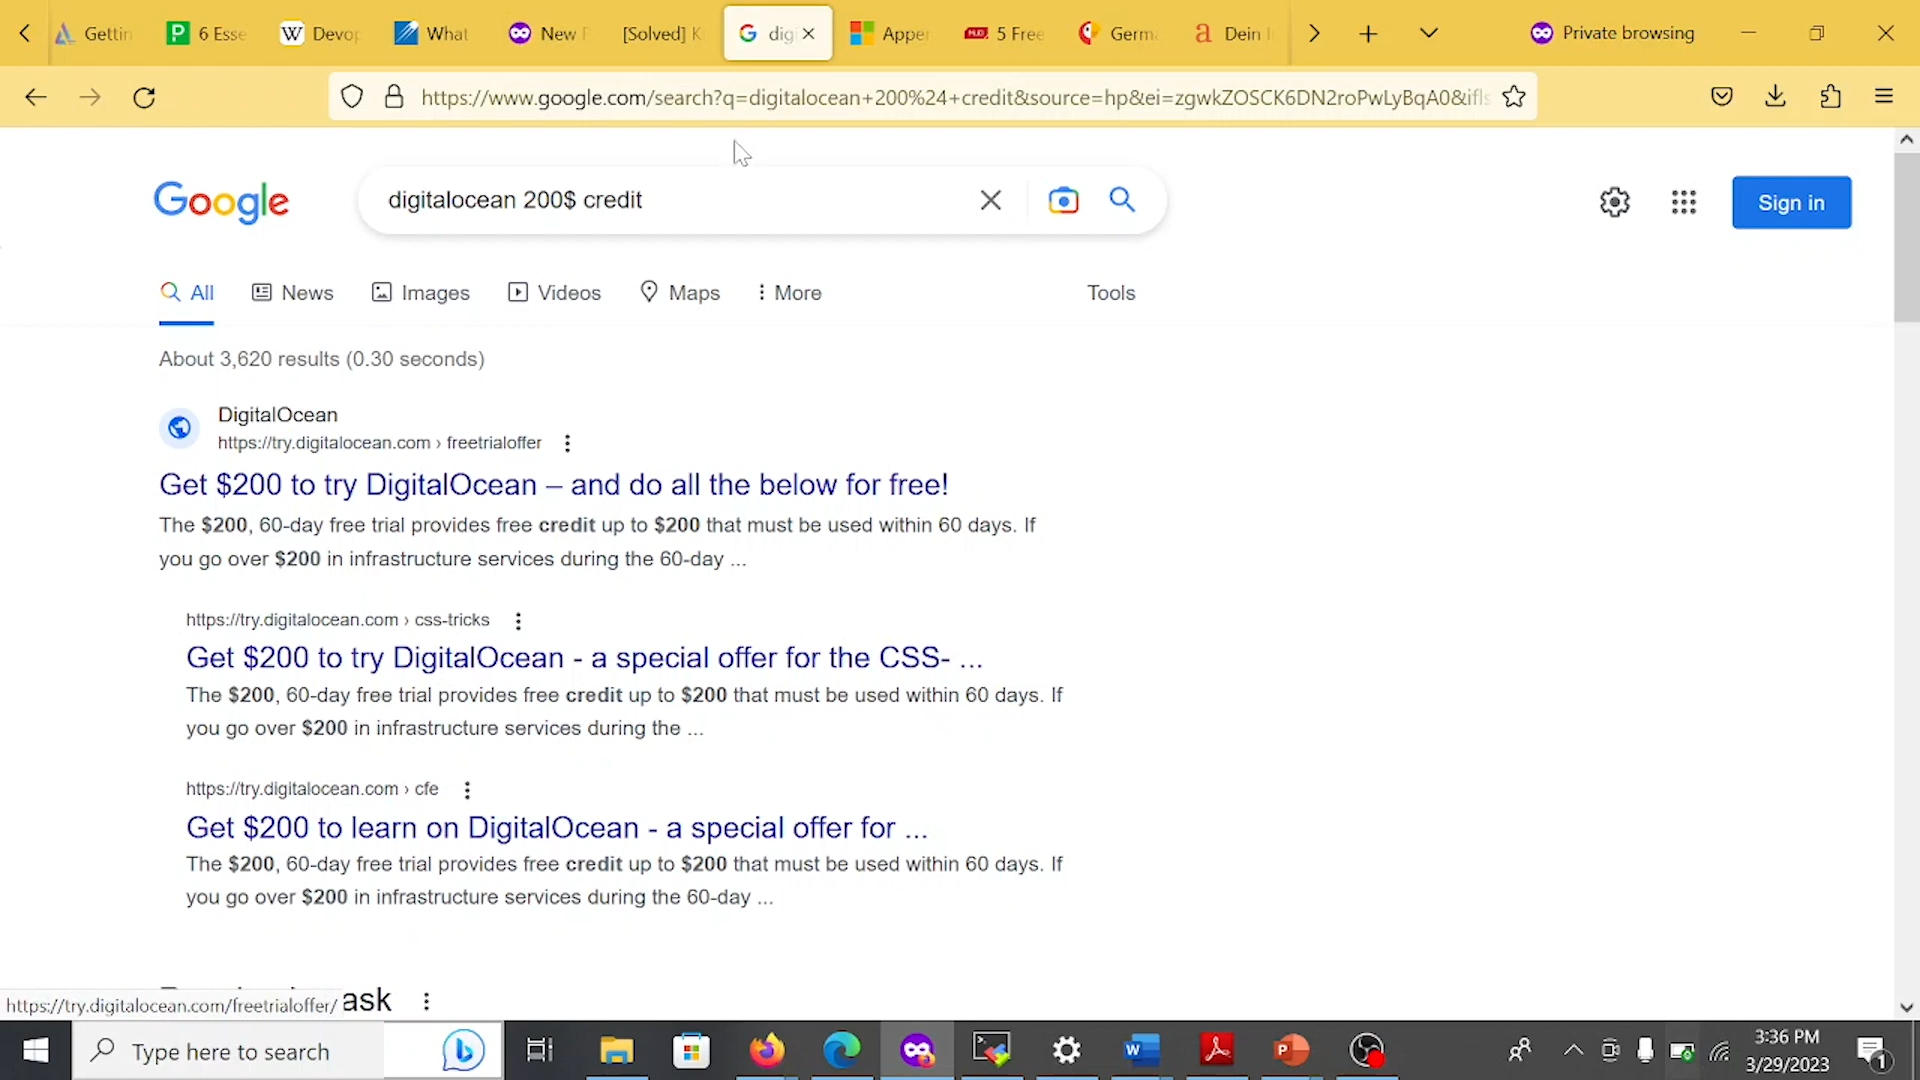 Gettin
6 Esse
Devop
What
New P
[Solved] K
digi
Apper
5 Free
Germ
Dein I
Private browsing
https://www.google.com/search?q=digitalocean+200%24+credit&source=hp&ei=zgwkZOSCK6DN2roPwLyBqA0&ifls
Google
digitalocean 200$ credit
Sign in
All
News
Images
Videos
Maps
More
Tools
About 3,620 results (0.30 seconds)
DigitalOcean
https://try.digitalocean.com › freetrialoffer
Get $200 to try DigitalOcean – and do all the below for free!
The $200, 60-day free trial provides free credit up to $200 that must be used within 60 days. If
you go over $200 in infrastructure services during the 60-day ...
https://try.digitalocean.com › css-tricks
Get $200 to try DigitalOcean - a special offer for the CSS- ...
The $200, 60-day free trial provides free credit up to $200 that must be used within 60 days. If
you go over $200 in infrastructure services during the ...
https://try.digitalocean.com › cfe
Get $200 to learn on DigitalOcean - a special offer for ...
The $200, 60-day free trial provides free credit up to $200 that must be used within 60 days. If
you go over $200 in infrastructure services during the 60-day ...
ask
https://try.digitalocean.com/freetrialoffer/
Type here to search
3:36 PM
3/29/2023
1